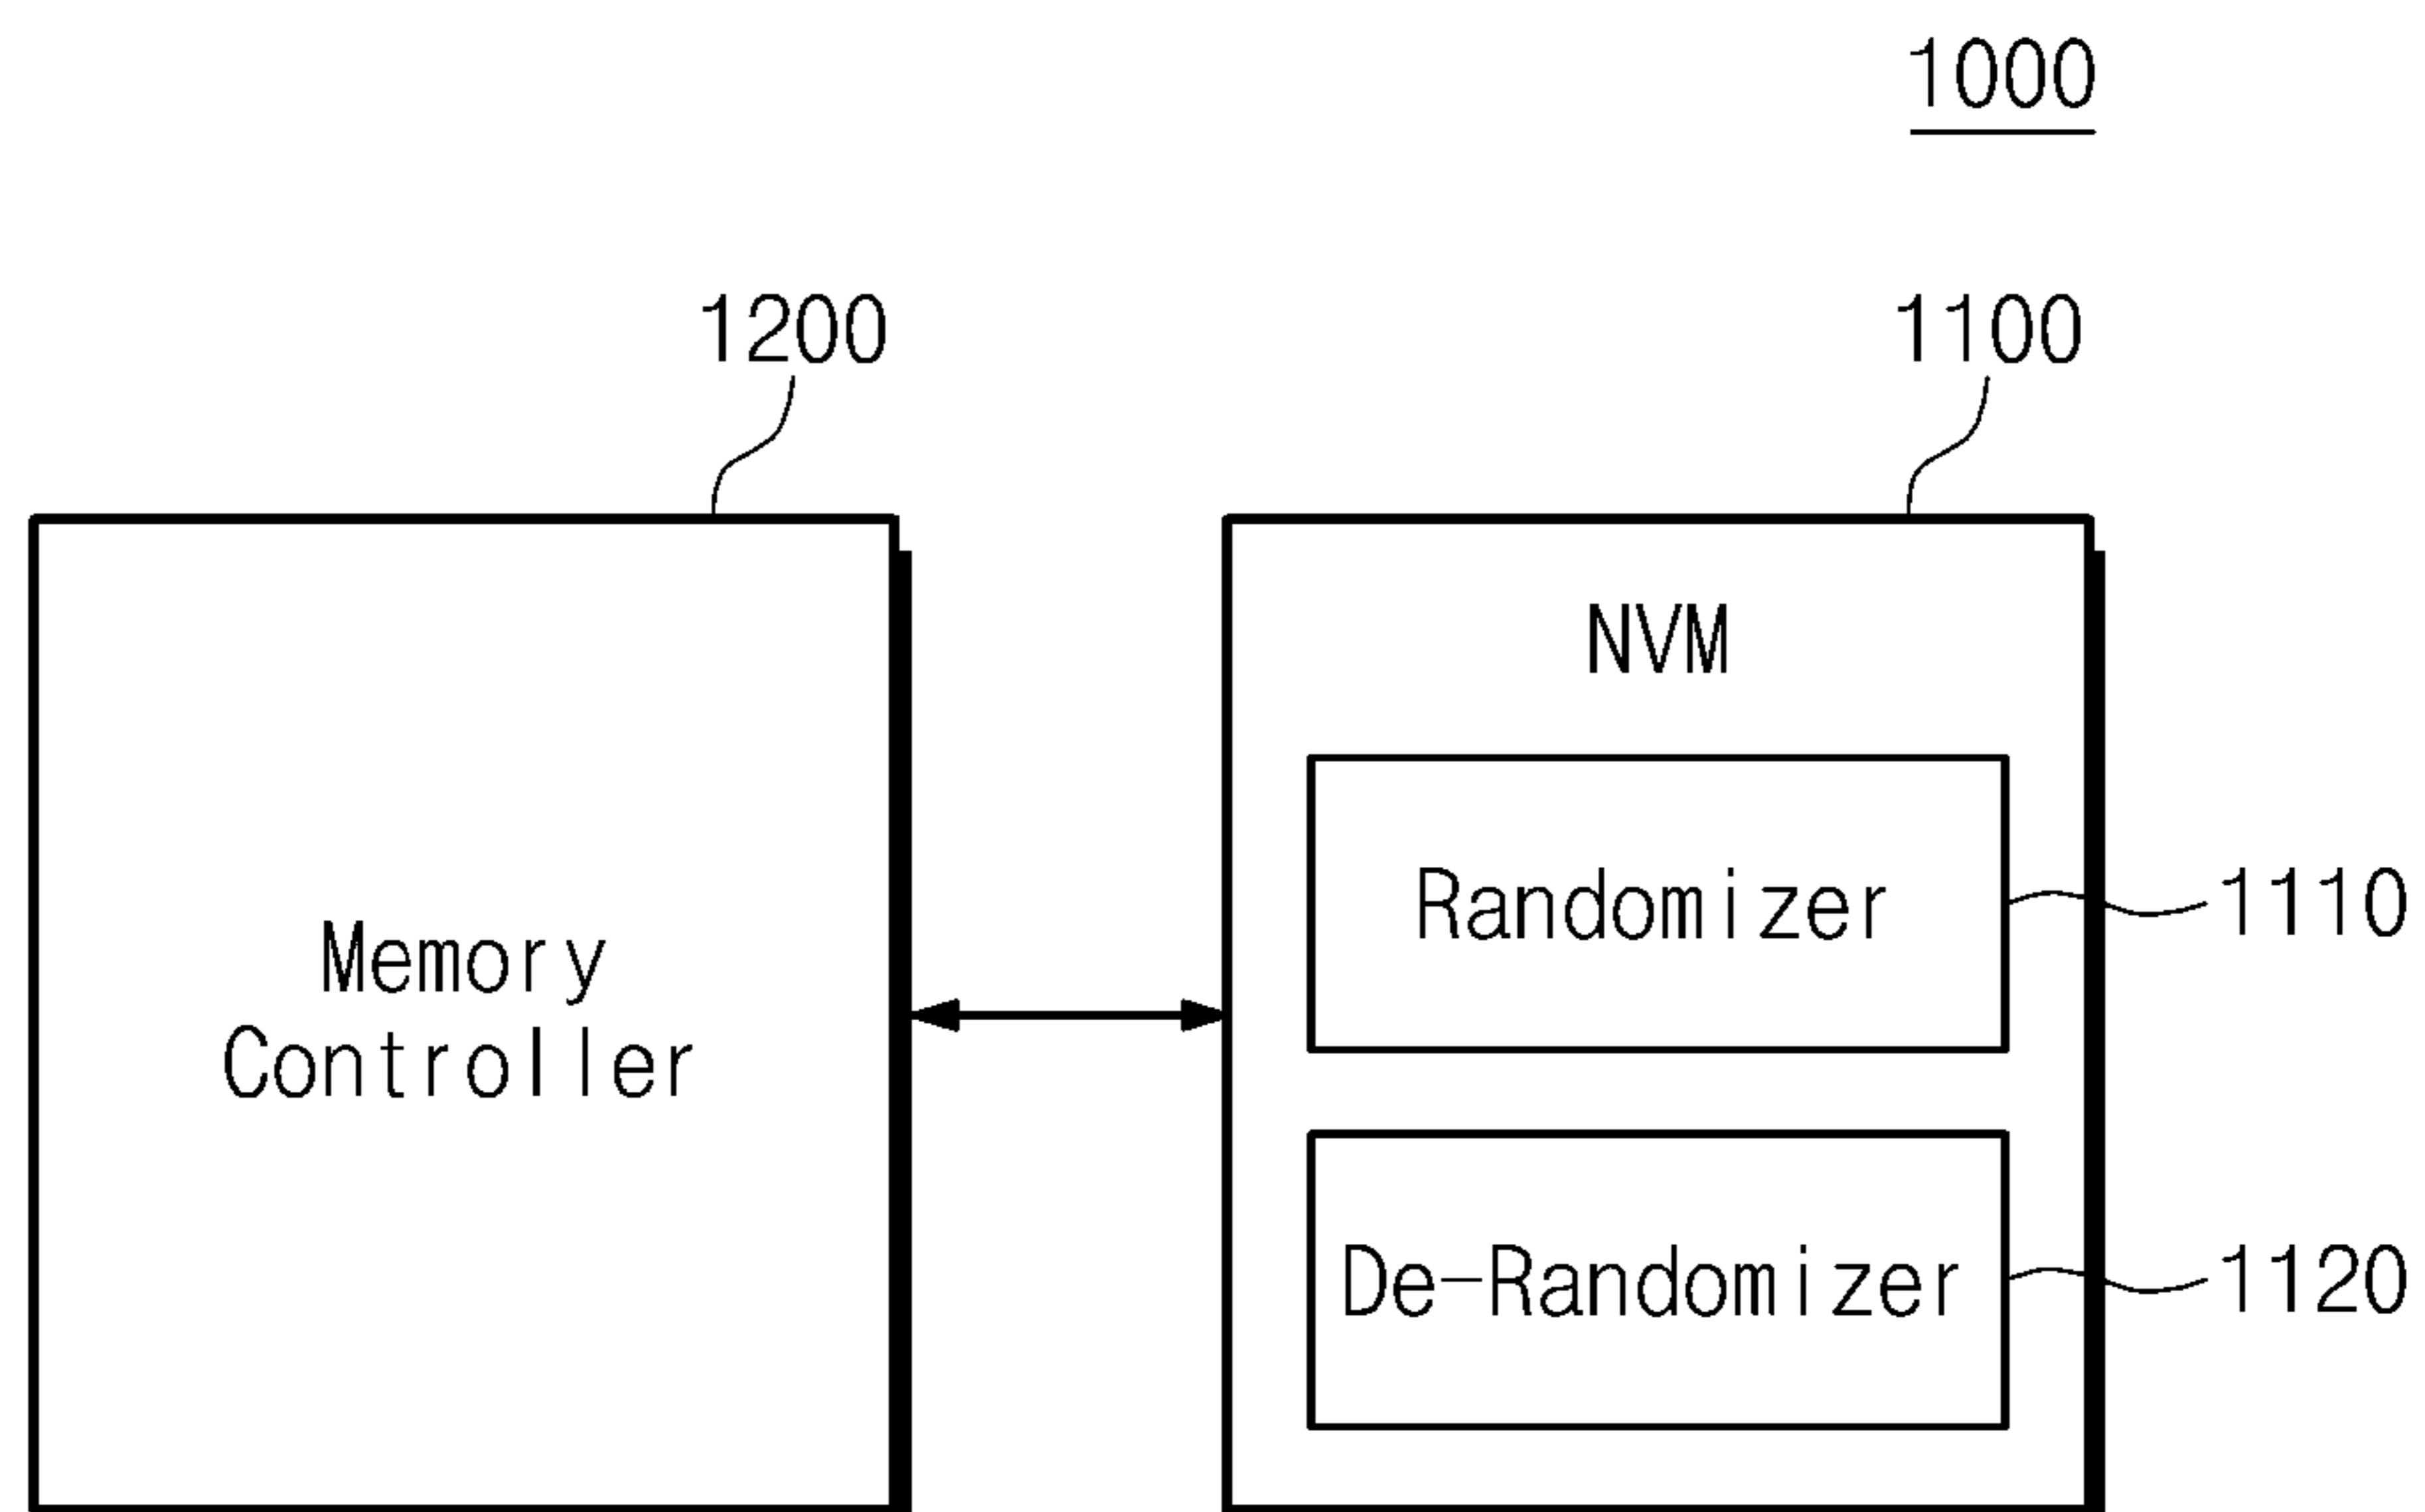 1000
1200
1100
NVM
Randomizer
1110
Memory
Controller
De-Randomizer
1120